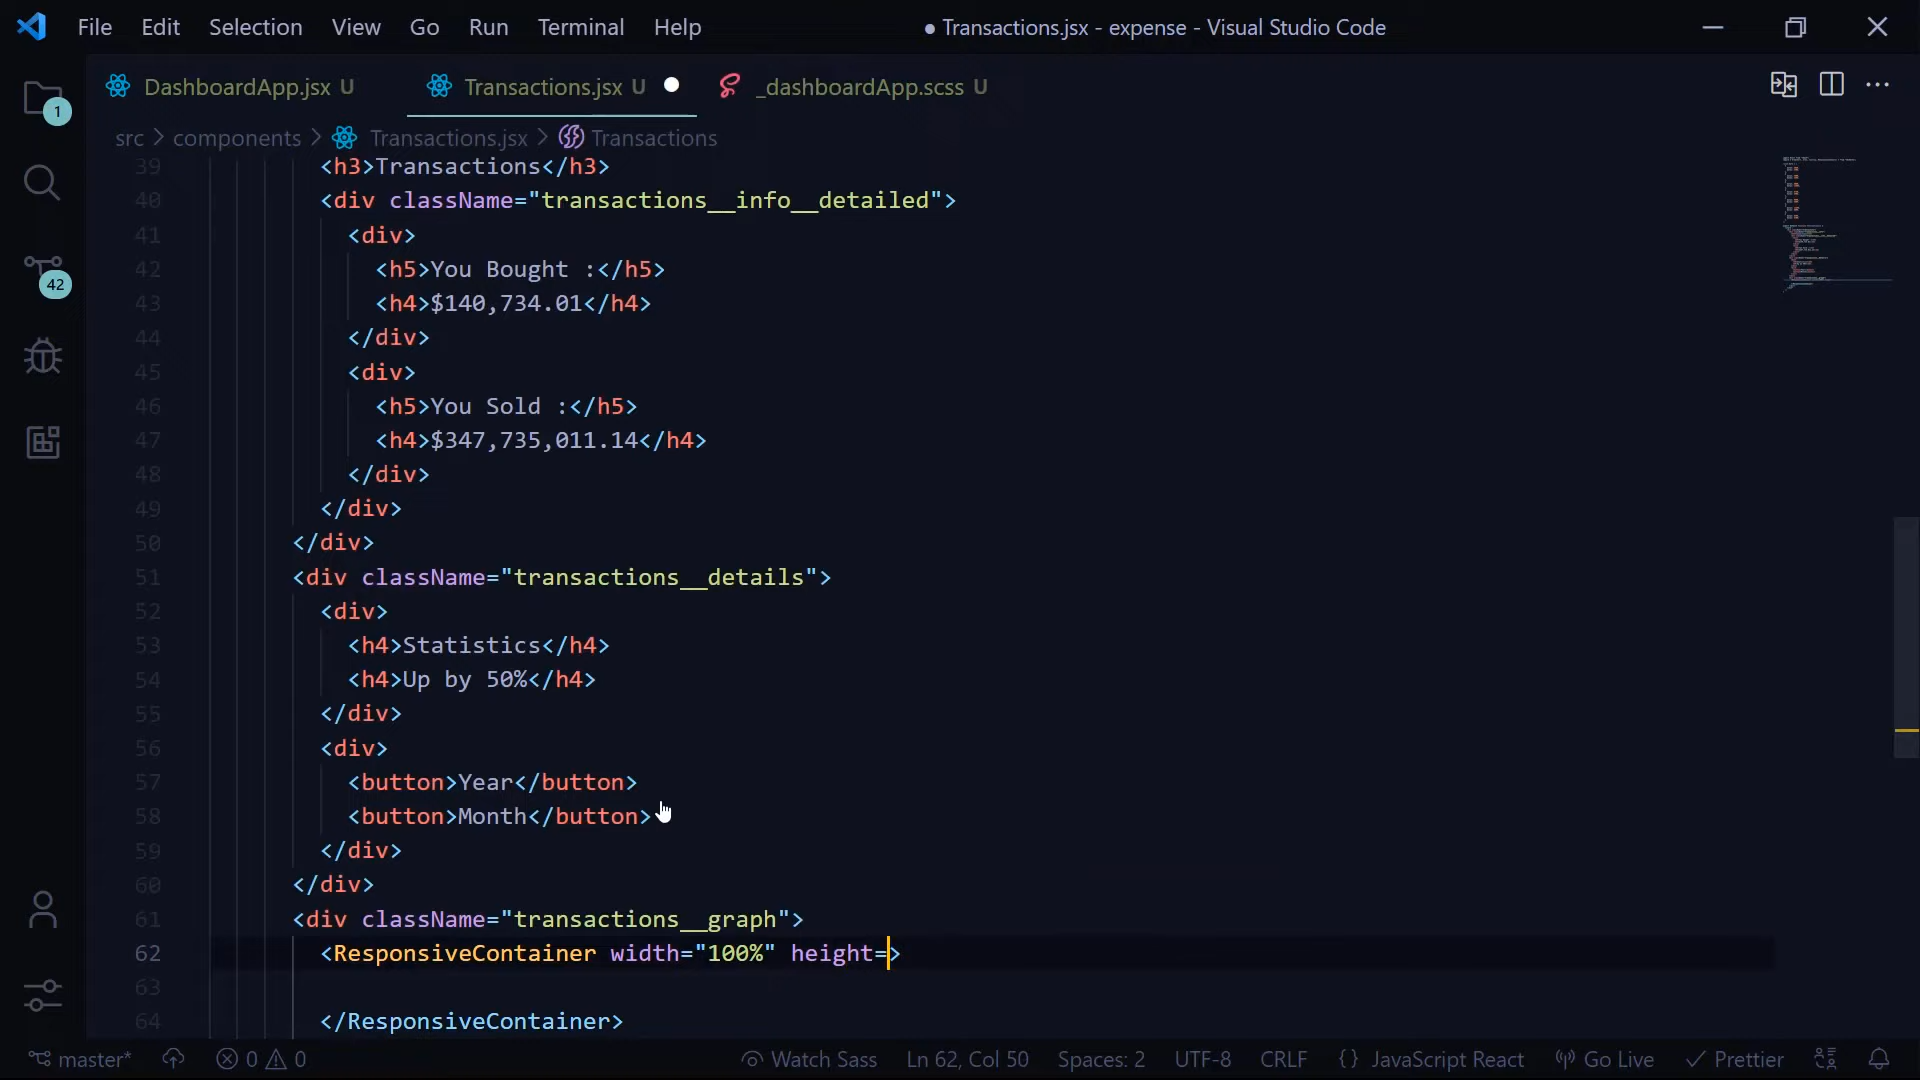 File Edit Selection View Go Run Terminal Help
● Transactions.jsx - expense - Visual Studio Code
DashboardApp.jsx U
Transactions.jsx U ●
_dashboardApp.scss U
src > components > Transactions.jsx > Transactions
1
42
39 <h3>Transactions</h3>
40 <div className="transactions__info__detailed">
41 <div>
42 <h5>You Bought :</h5>
43 <h4>$140,734.01</h4>
44 </div>
45 <div>
46 <h5>You Sold :</h5>
47 <h4>$347,735,011.14</h4>
48 </div>
49 </div>
50 </div>
51 <div className="transactions__details">
52 <div>
53 <h4>Statistics</h4>
54 <h4>Up by 50%</h4>
55 </div>
56 <div>
57 <button>Year</button>
58 <button>Month</button>
59 </div>
60 </div>
61 <div className="transactions__graph">
62 <ResponsiveContainer width="100%" height=>
63
64 </ResponsiveContainer>
master* 0 0 Watch Sass Ln 62, Col 50 Spaces: 2 UTF-8 CRLF {} JavaScript React Go Live Prettier